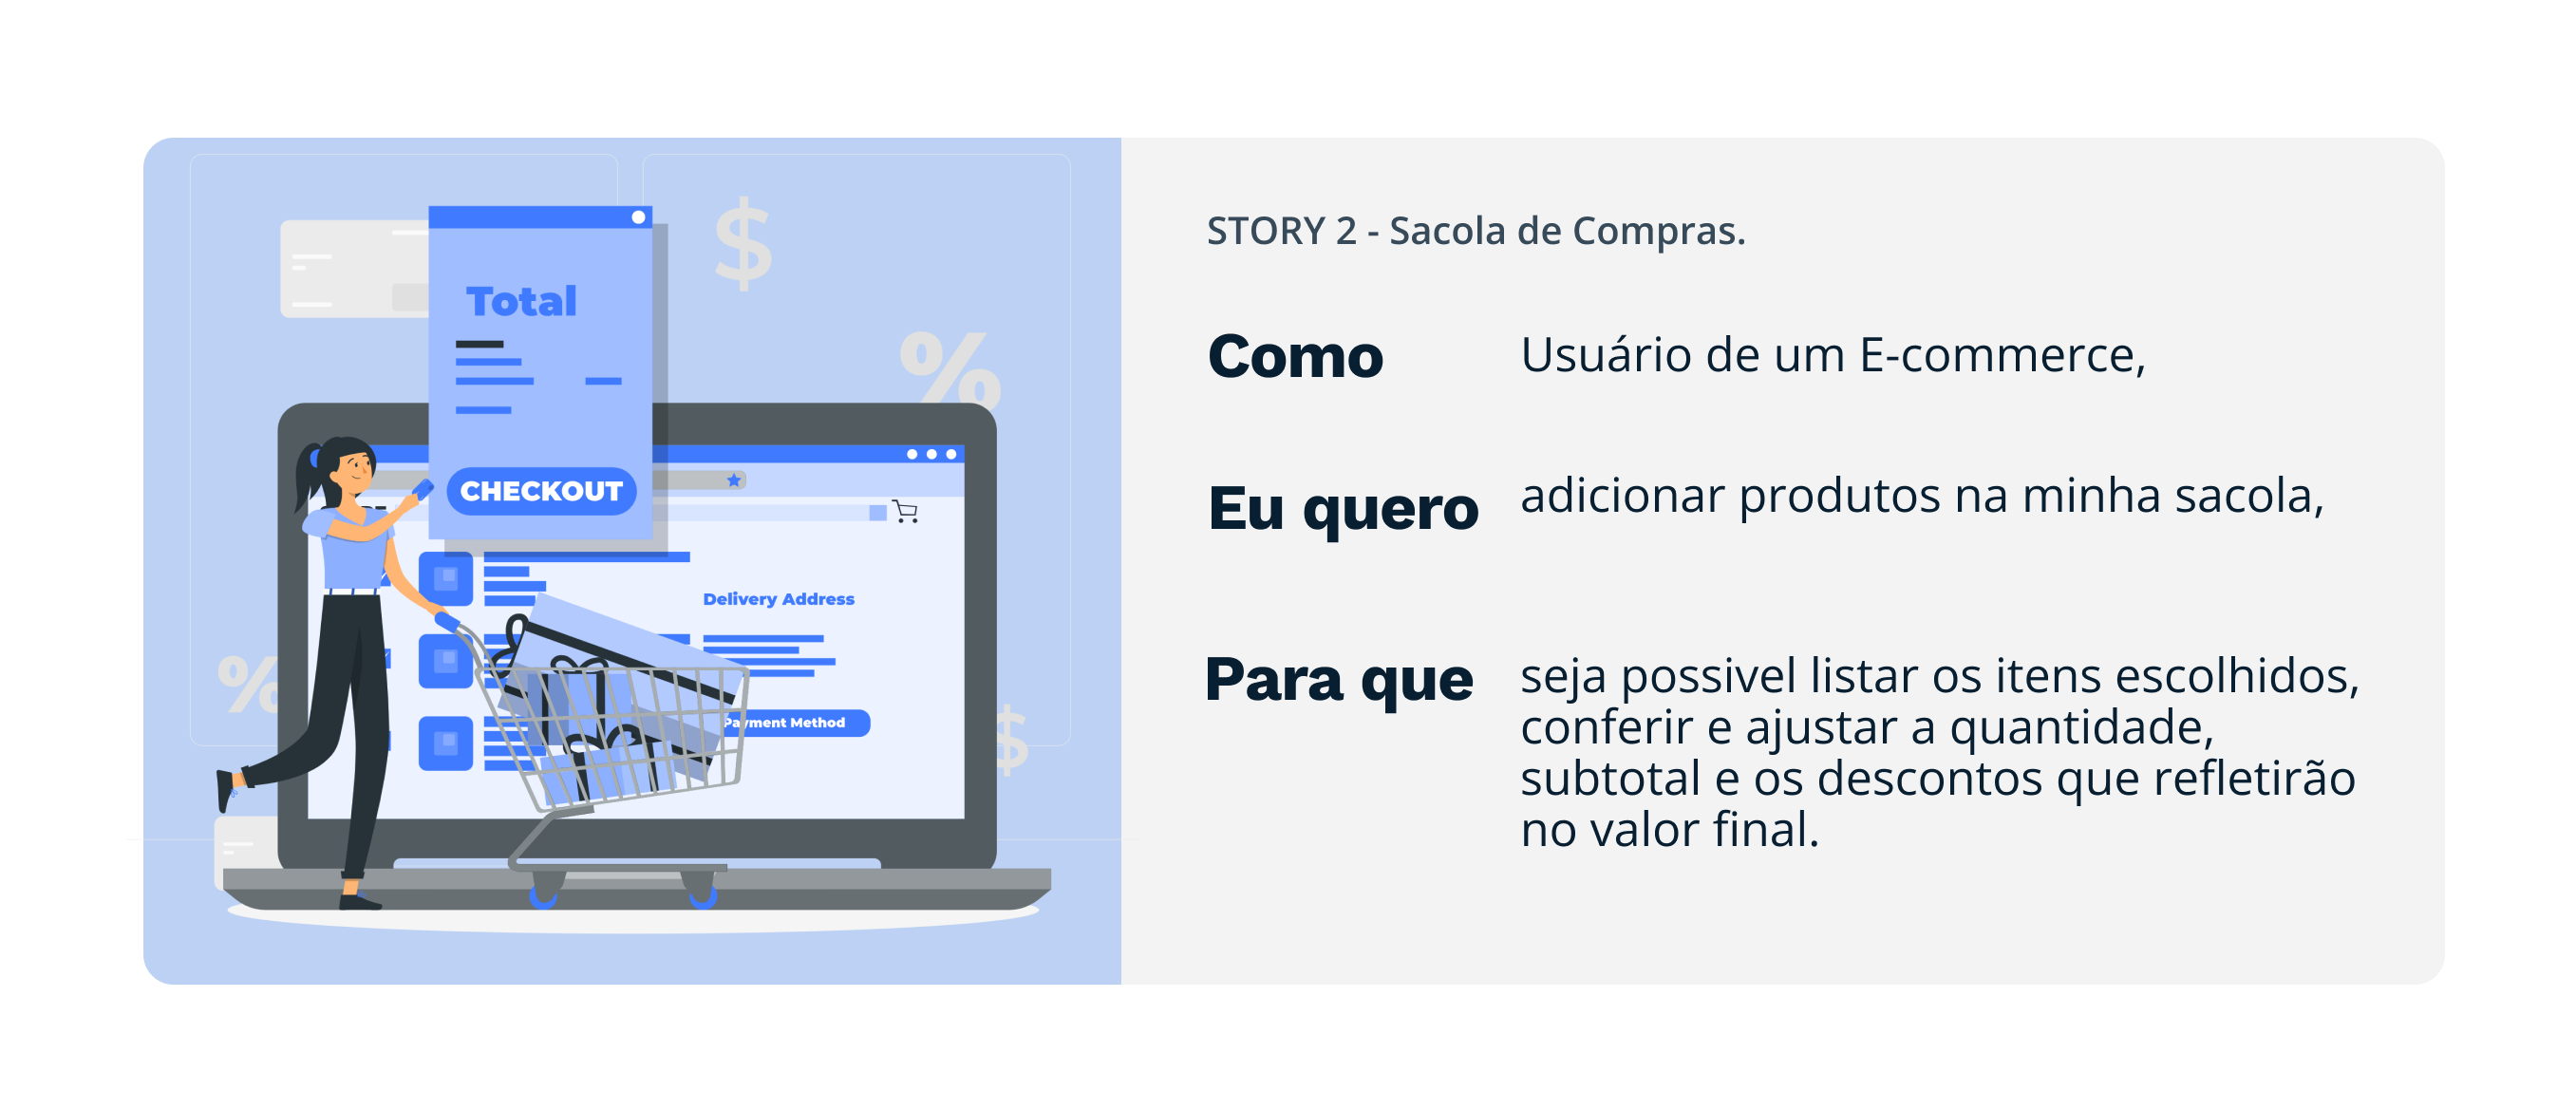 STORY 2 - Sacola de Compras.
Como
Usuário de um E-commerce,
Eu quero
adicionar produtos na minha sacola,
Para que
seja possivel listar os itens escolhidos,
conferir e ajustar a quantidade,
subtotal e os descontos que refletirão
no valor final.
$
%
Total
CHECKOUT
Delivery Address
Payment Method
%
$